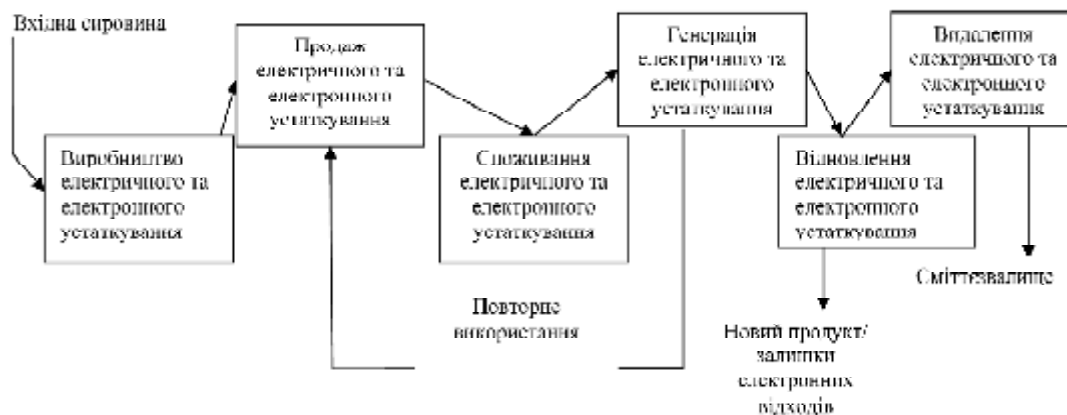 Вхідна сировина
Продаж
електричного та
електронного
устаткування
Генерація
електричного та
електронного
устаткування
Видалення
електричного та
електронного
устаткування
Виробництво
електричного та
електронного
устаткування
Споживання
електричного та
електронного
устаткування
Відновлення
електричного та
електронного
устаткування
Сміттєзвалище
Повторне
використання
Новий продукт/
залишки
електронних
відходів